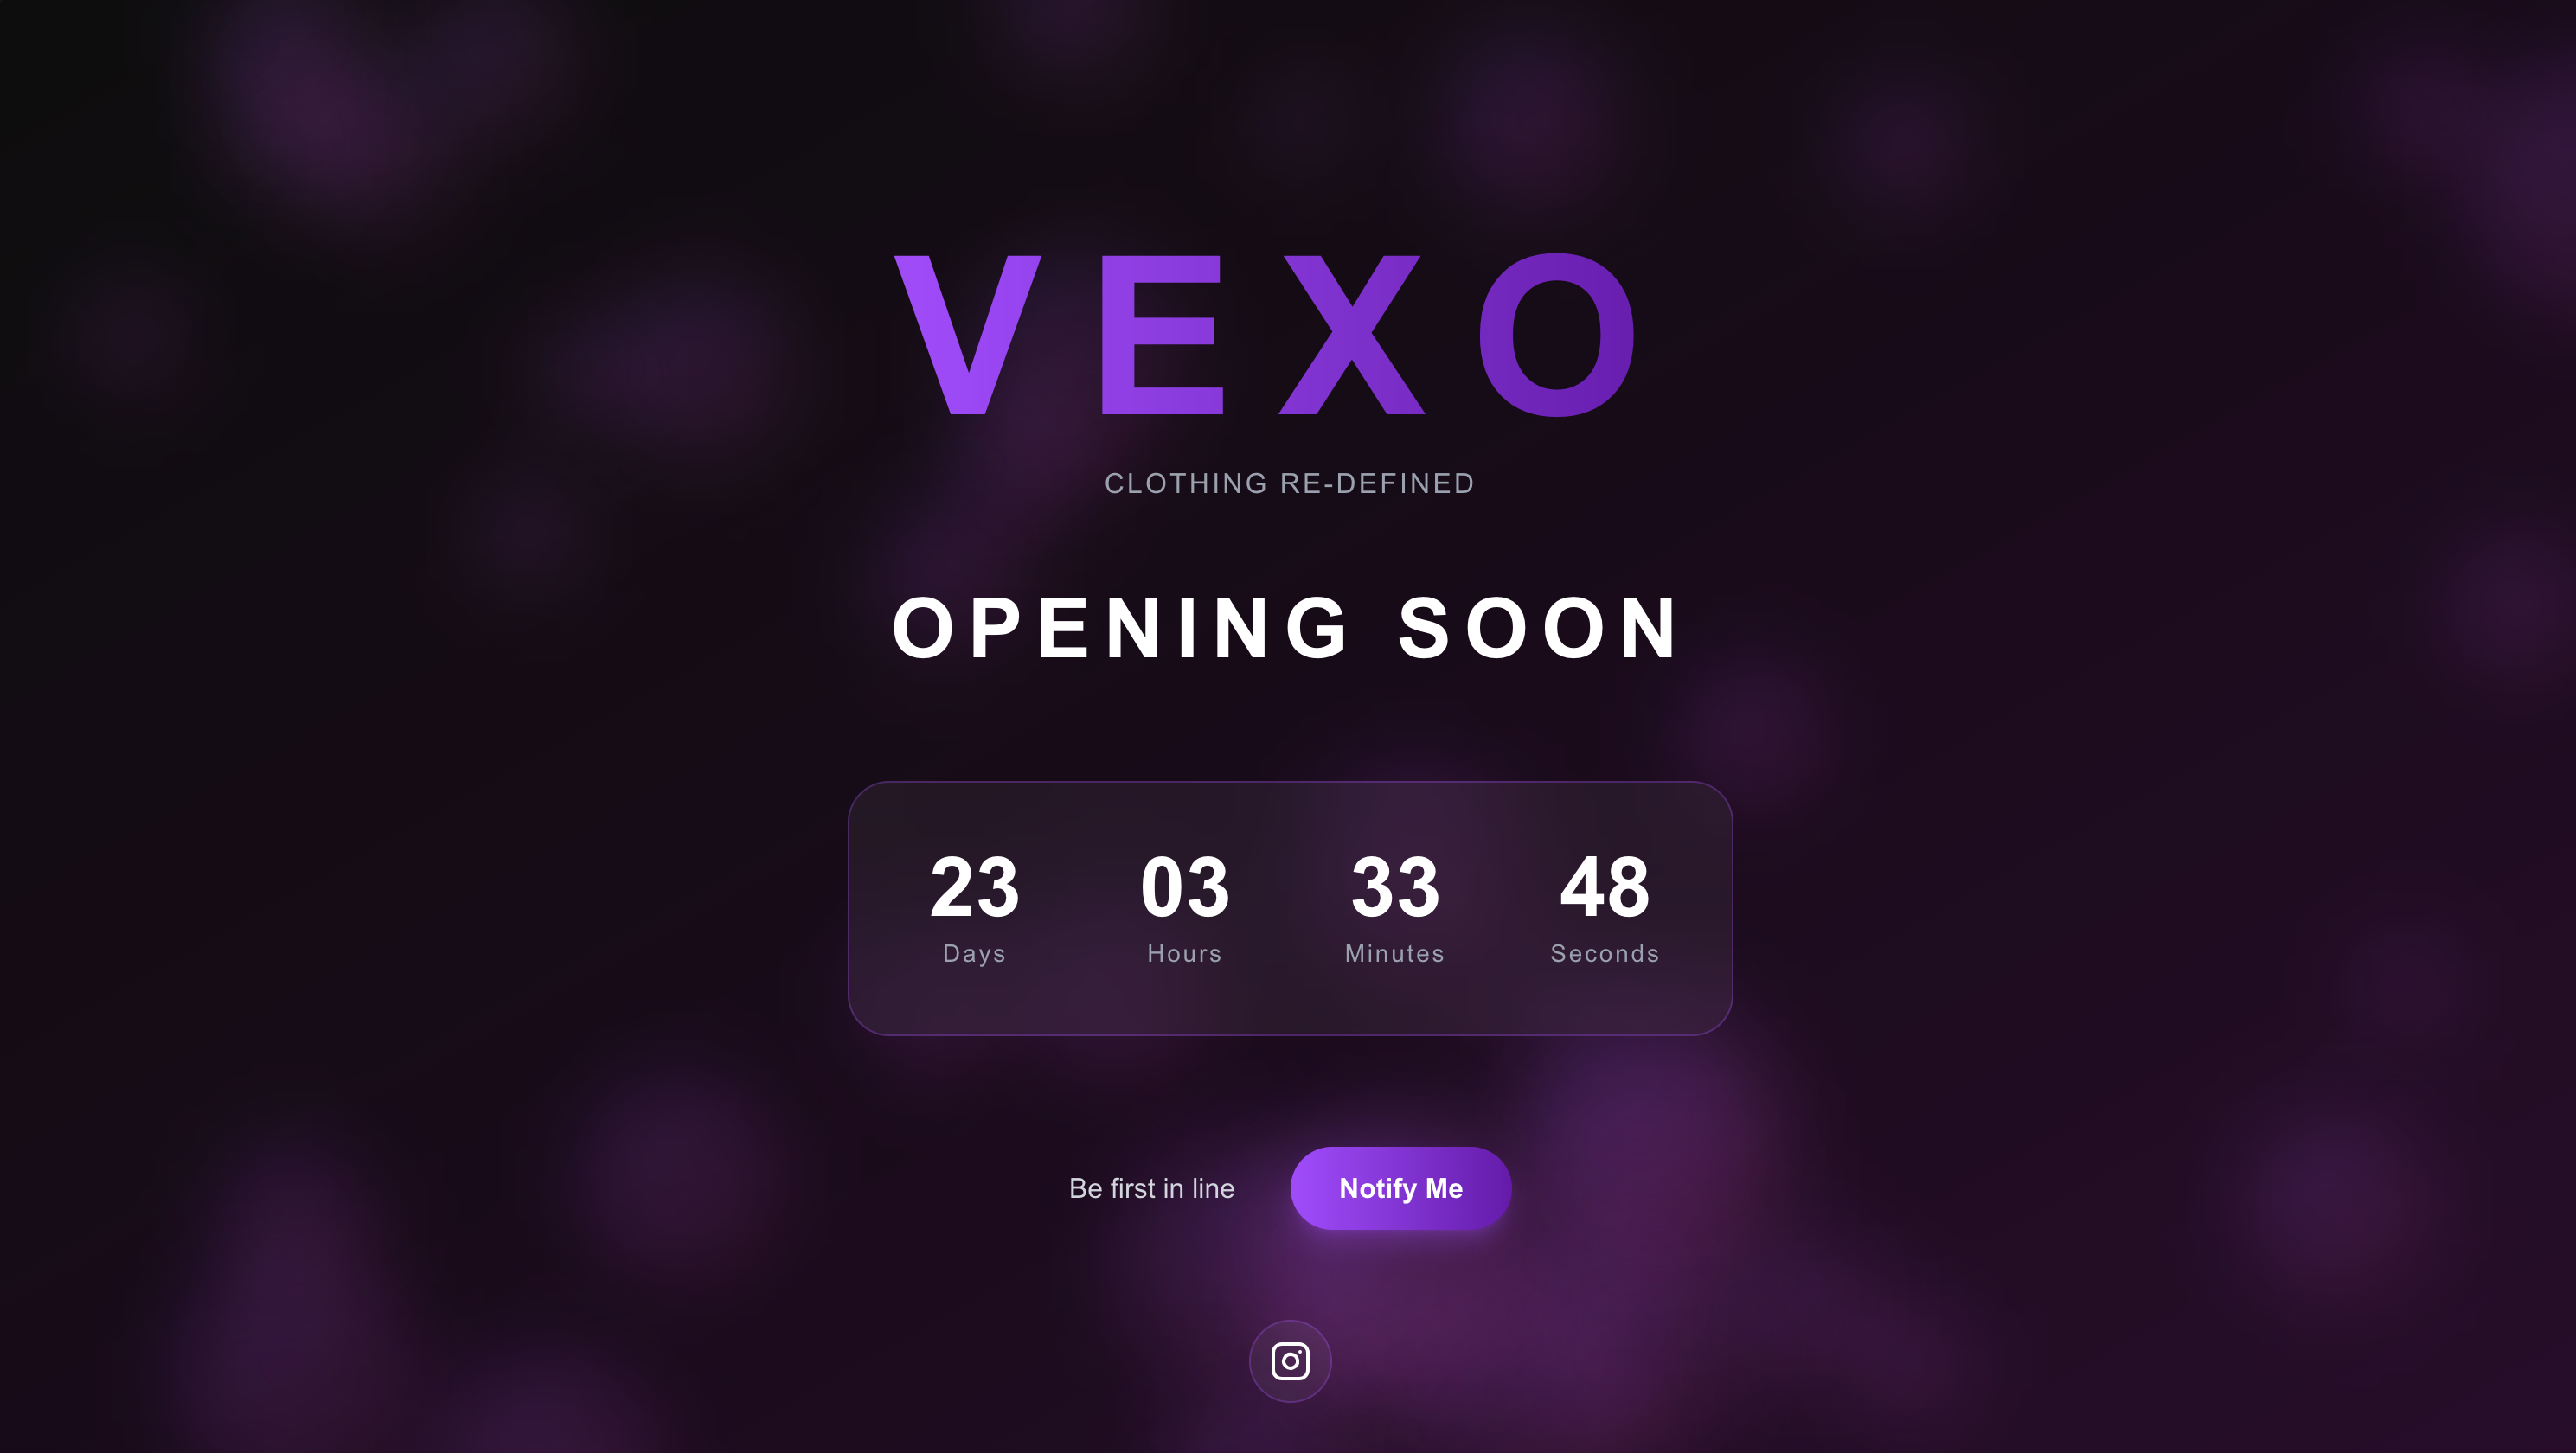 VEXO
CLOTHING RE-DEFINED
OPENING SOON
23 03 33 48
Days Hours Minutes Seconds
Be first in line Notify Me